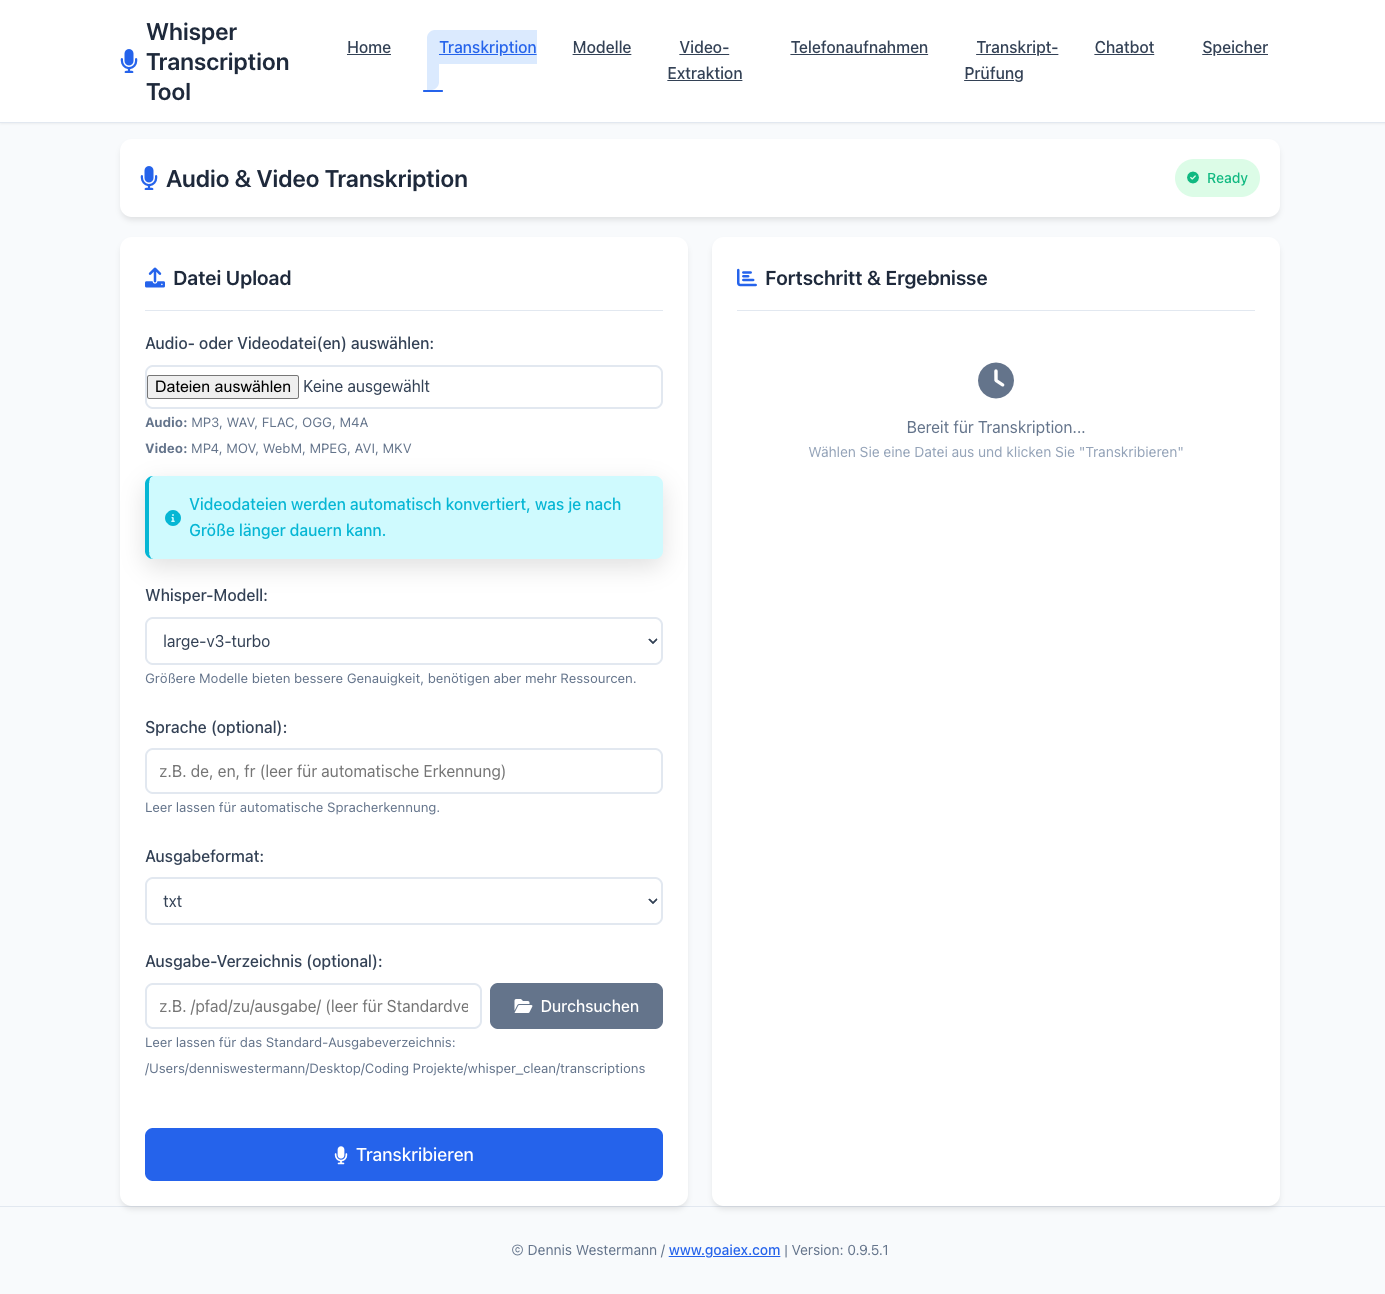 Whisper
Transcription
Tool
Home
Transkription
Modelle
Video-
Extraktion
Telefonaufnahmen
Transkript-
Prüfung
Chatbot
Speicher
Audio & Video Transkription
Ready
Datei Upload
Audio- oder Videodatei(en) auswählen:
Dateien auswählen Keine ausgewählt
Audio: MP3, WAV, FLAC, OGG, M4A
Video: MP4, MOV, WebM, MPEG, AVI, MKV
Videodateien werden automatisch konvertiert, was je nach
Größe länger dauern kann.
Whisper-Modell:
large-v3-turbo
Größere Modelle bieten bessere Genauigkeit, benötigen aber mehr Ressourcen.
Sprache (optional):
z.B. de, en, fr (leer für automatische Erkennung)
Leer lassen für automatische Spracherkennung.
Ausgabeformat:
txt
Ausgabe-Verzeichnis (optional):
z.B. /pfad/zu/ausgabe/ (leer für Standardve
Durchsuchen
Leer lassen für das Standard-Ausgabeverzeichnis:
/Users/denniswestermann/Desktop/Coding Projekte/whisper_clean/transcriptions
Transkribieren
Fortschritt & Ergebnisse
Bereit für Transkription...
Wählen Sie eine Datei aus und klicken Sie "Transkribieren"
© Dennis Westermann / www.goaiex.com | Version: 0.9.5.1